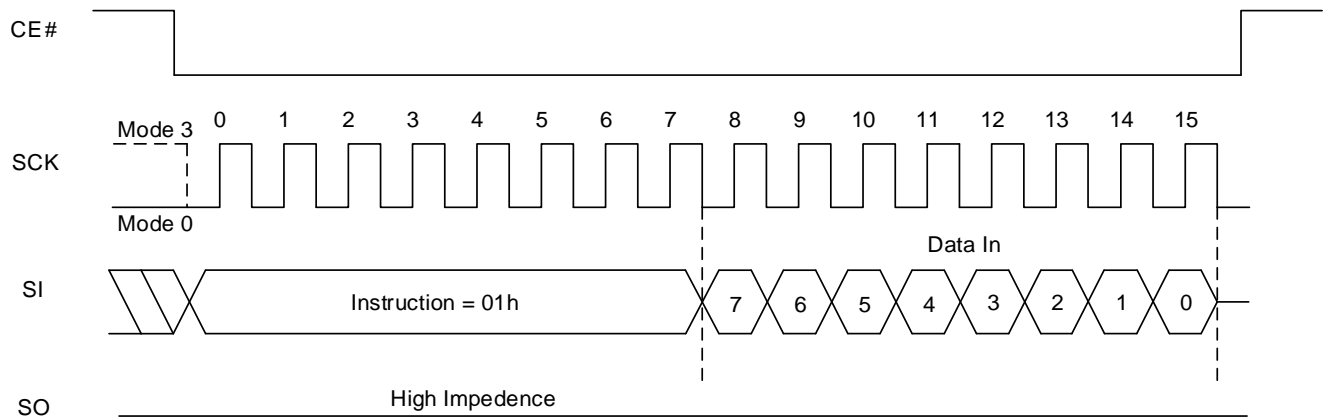 CE#
Mode 3
0 1 2 3 4 5 6 7 8 9 10 11 12 13 14 15
SCK
Mode 0
Data In
SI
Instruction = 01h
7 6 5 4 3 2 1 0
High Impedence
SO